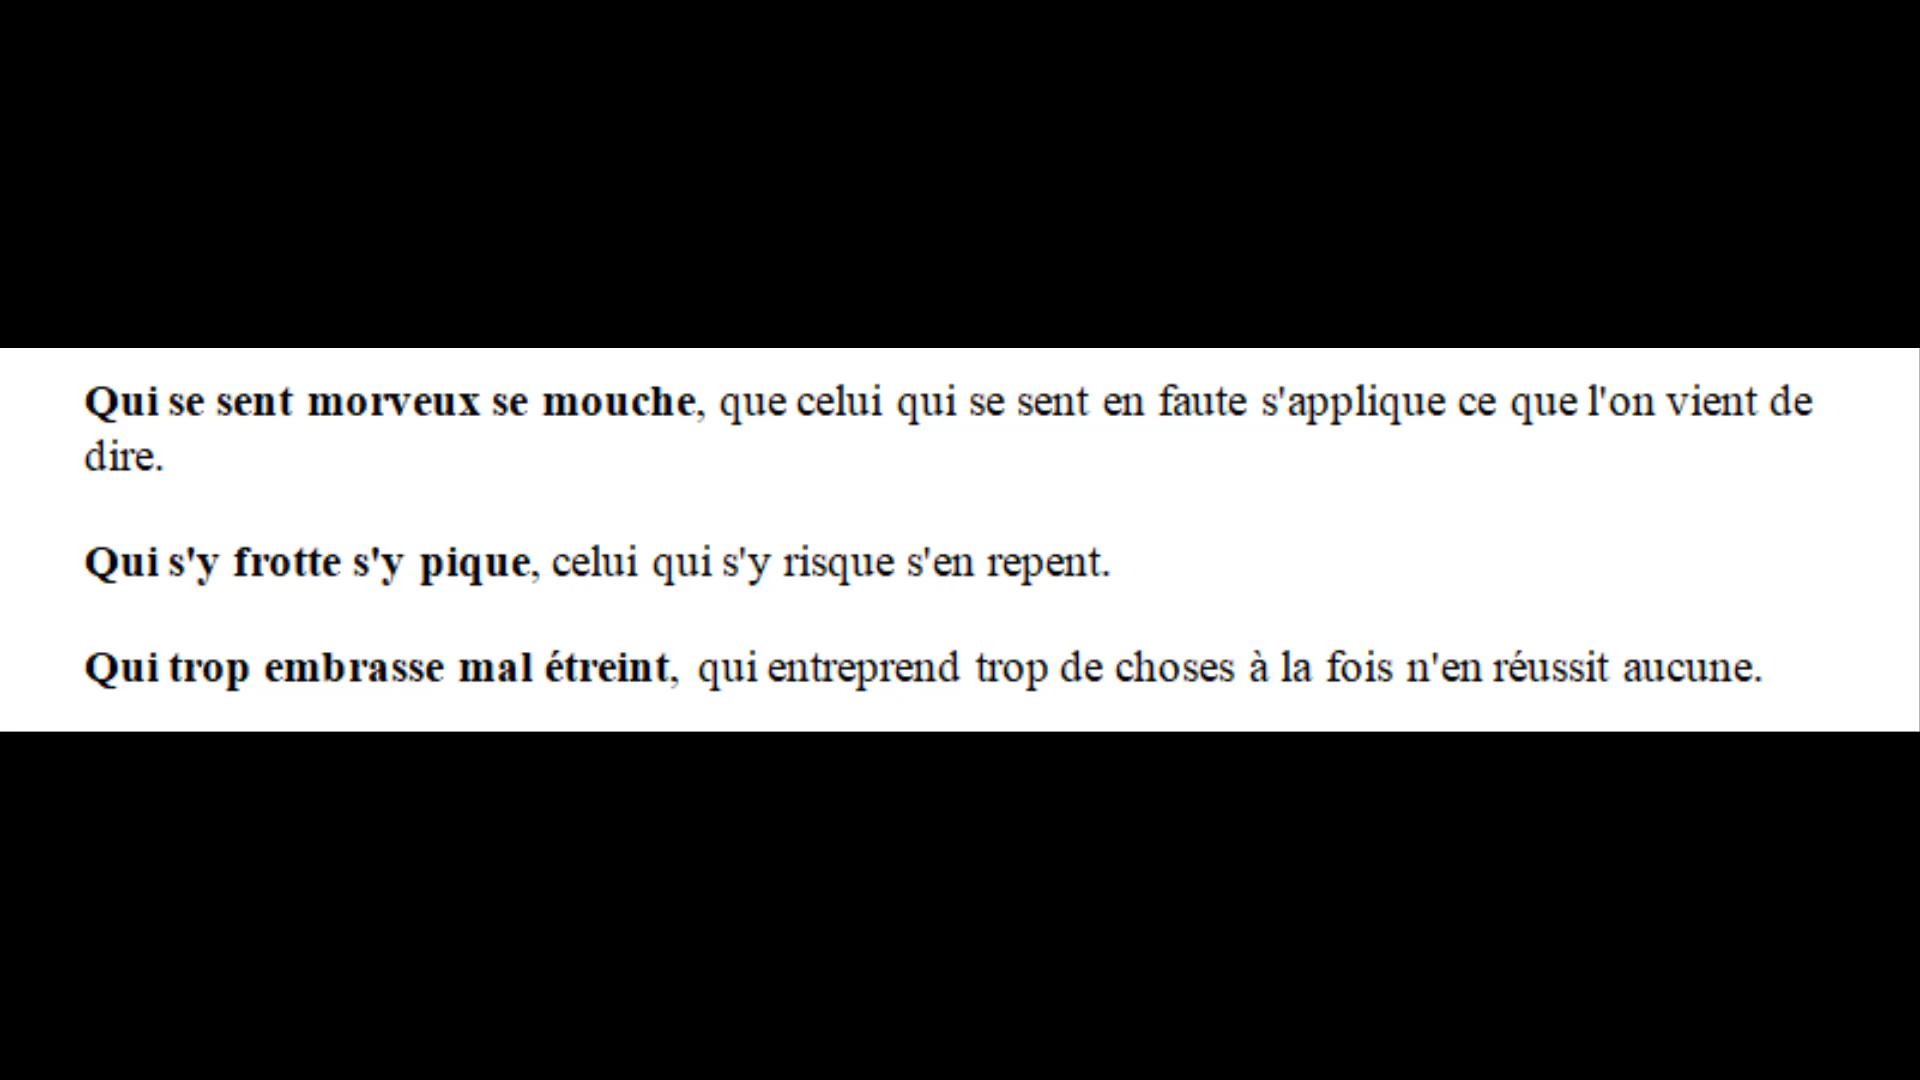 Qui se sent morveux se mouche, que celui qui se sent en faute s'applique ce que l'on vient de
dire.
Qui s'y frotte s'y pique, celui qui s'y risque s'en repent.
Qui trop embrasse mal étreint, qui entreprend trop de choses à la fois n'en réussit aucune.